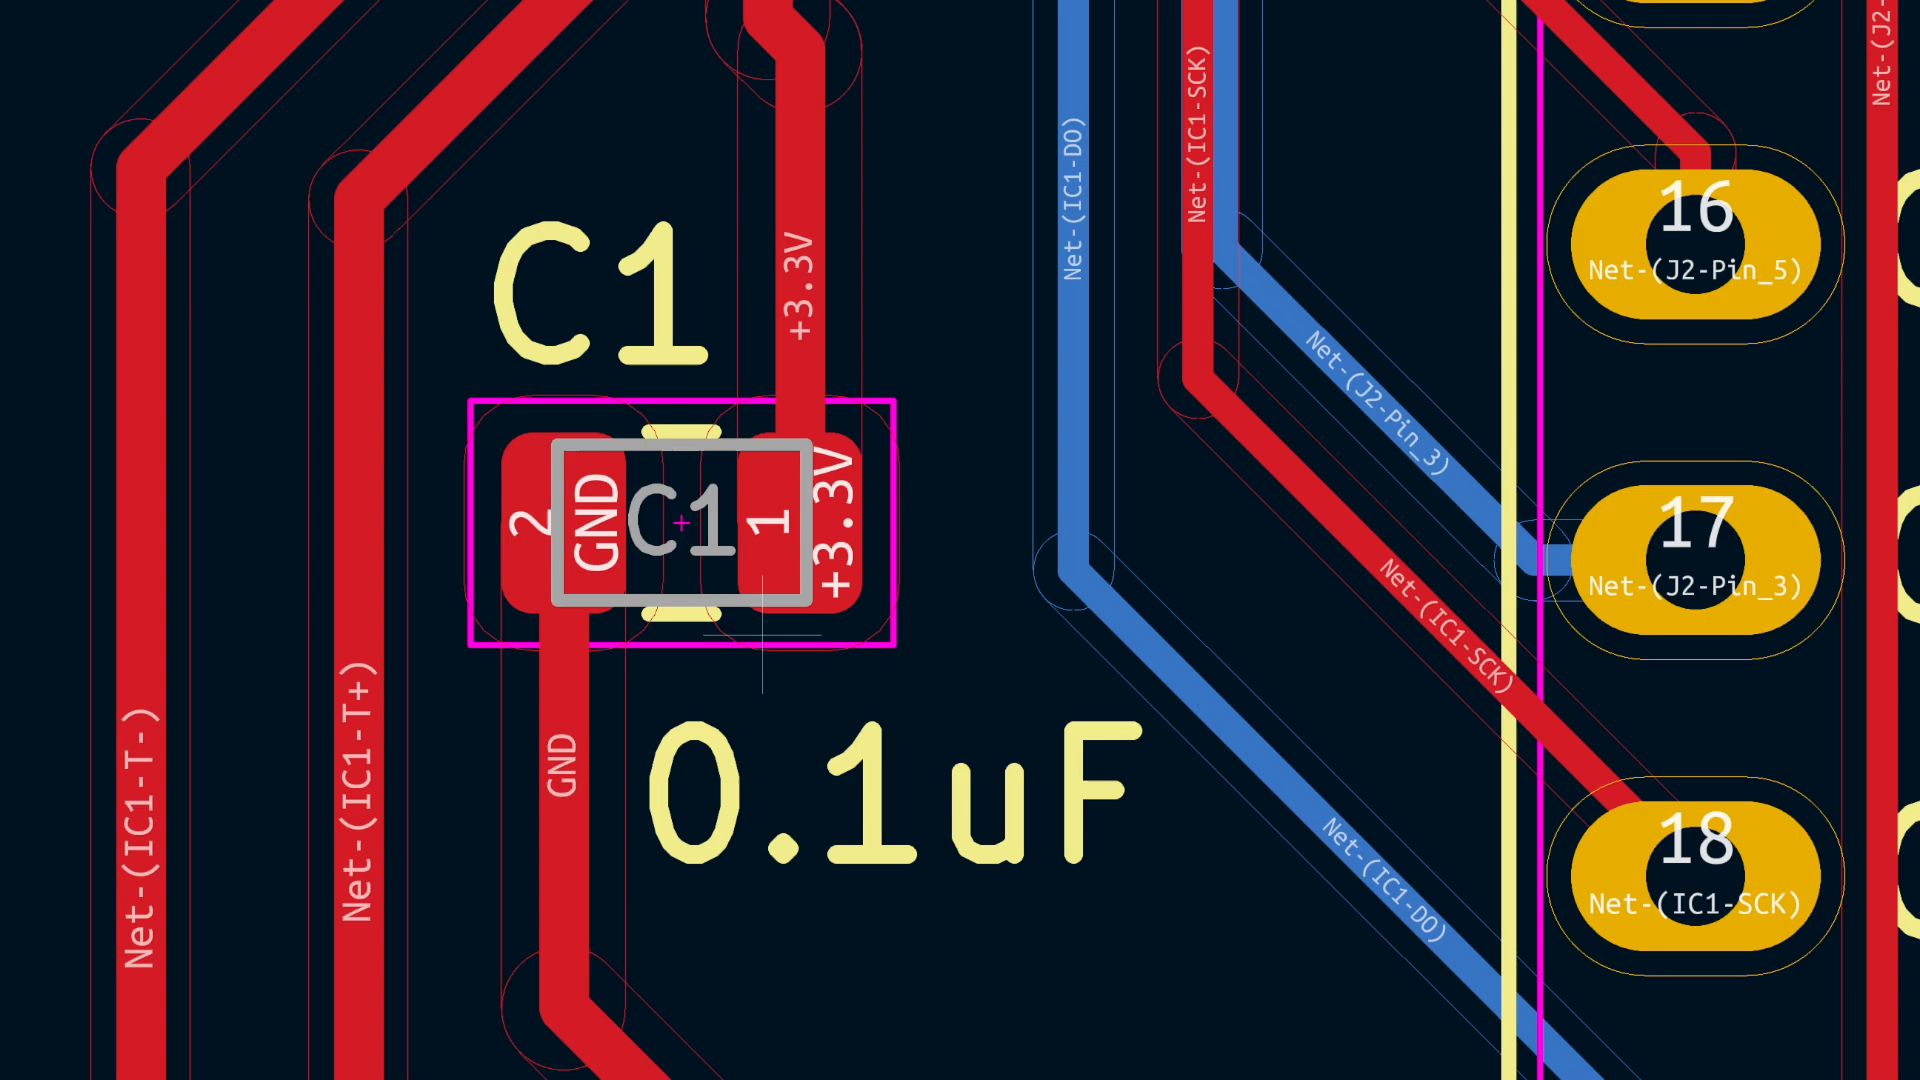 Net-(J2-
Net-(IC1-SCK)
Net-(IC1-DO)
16
Net-(J2-Pin_5)
C1
+3.3V
Net-(J2-Pin_3)
2
GND
C1
1
+3.3V
17
Net-(J2-Pin_3)
Net-(IC1-SCK)
Net-(IC1-T-)
Net-(IC1-T+)
GND
0.1uF
18
Net-(IC1-SCK)
Net-(IC1-DO)